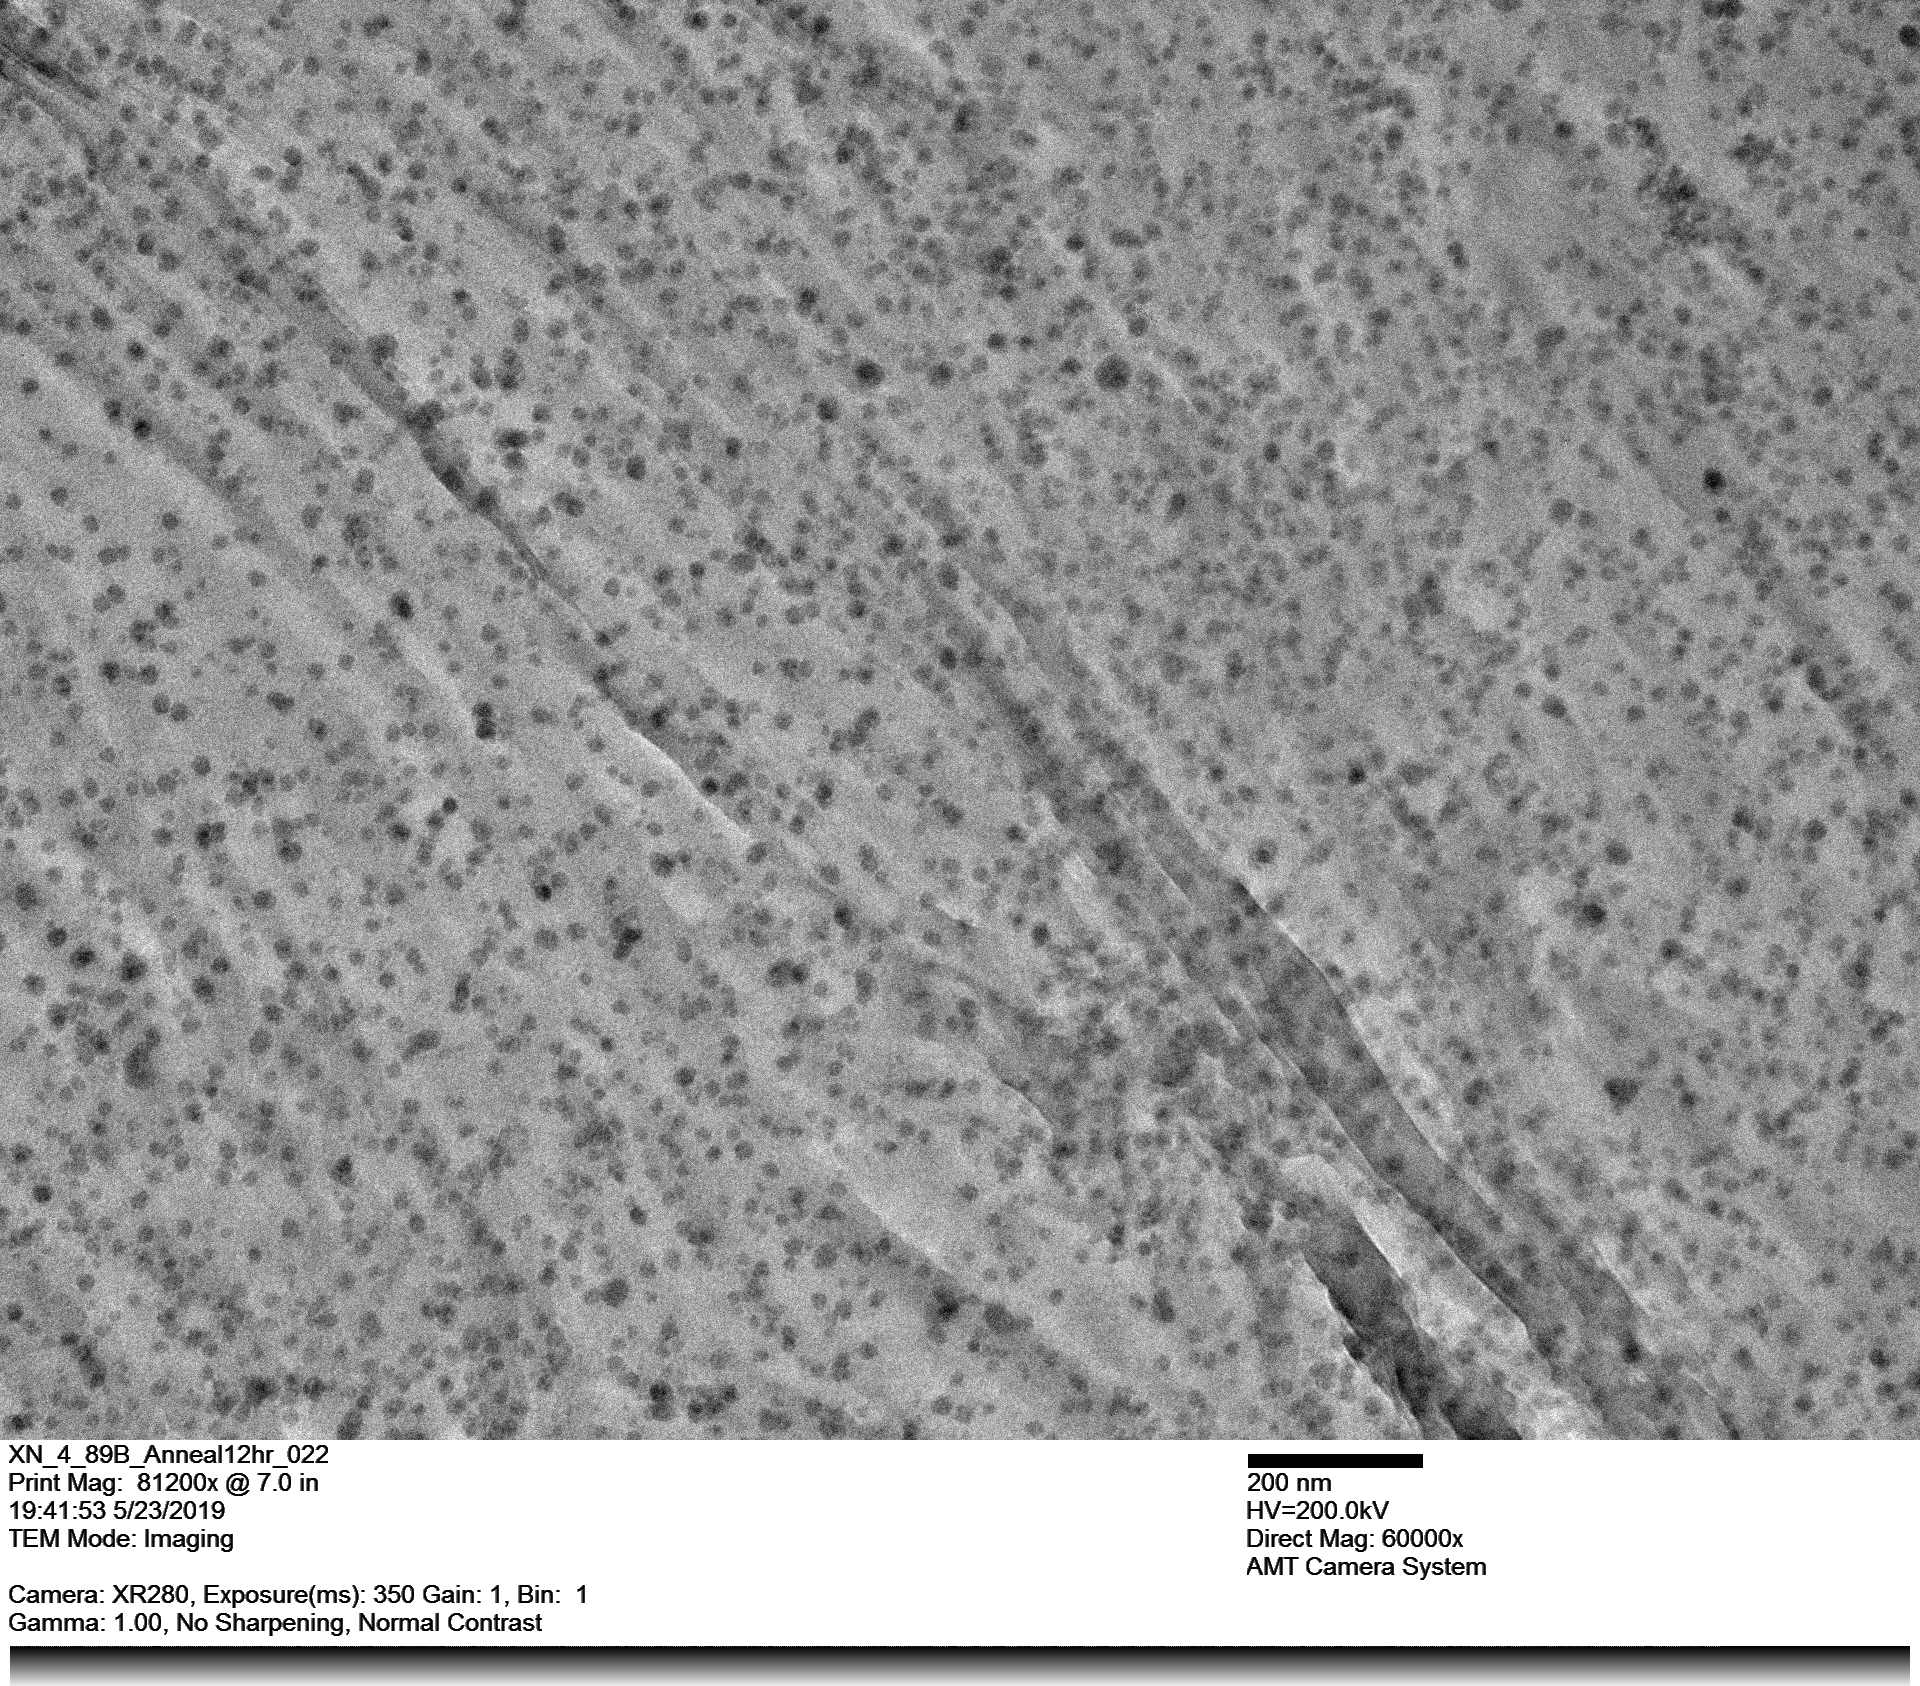 XN_4_89B_Anneal12hr_022
Print Mag:  81200x @ 7.0 in
19:41:53 5/23/2019
TEM Mode: Imaging
Camera: XR280, Exposure(ms): 350 Gain: 1, Bin:  1
Gamma: 1.00, No Sharpening, Normal Contrast
200 nm
HV=200.0kV
Direct Mag: 60000x
AMT Camera System